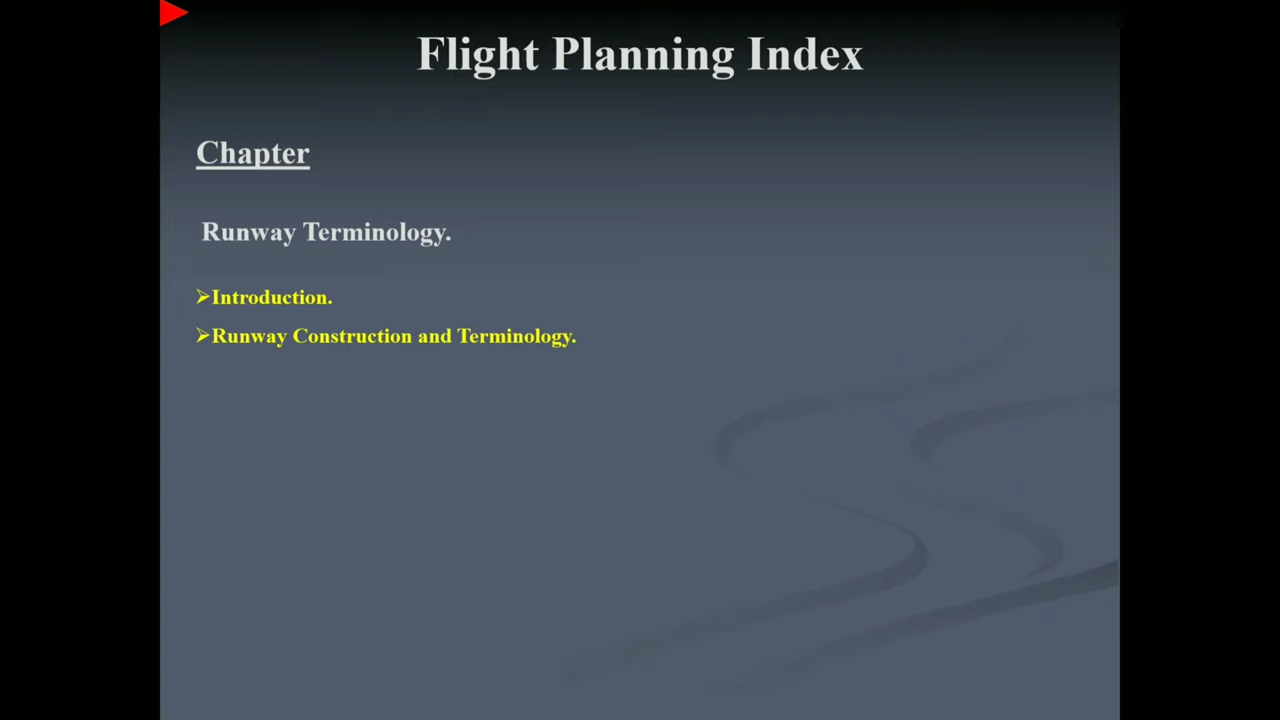 Flight Planning Index
Chapter
Runway Terminology.
➢Introduction.
➢Runway Construction and Terminology.